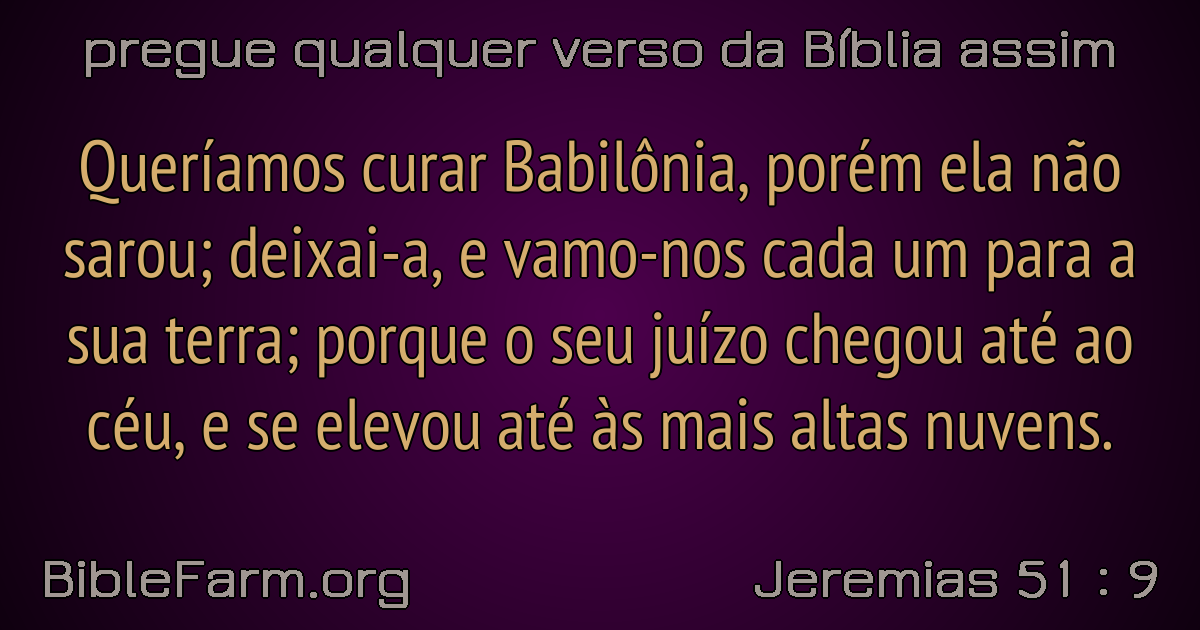 pregue qualquer verso da Bíblia assim
Queríamos curar Babilônia, porém ela não
sarou; deixai-a, e vamo-nos cada um para a
sua terra; porque o seu juízo chegou até ao
céu, e se elevou até às mais altas nuvens.
BibleFarm.org
Jeremias 51 : 9